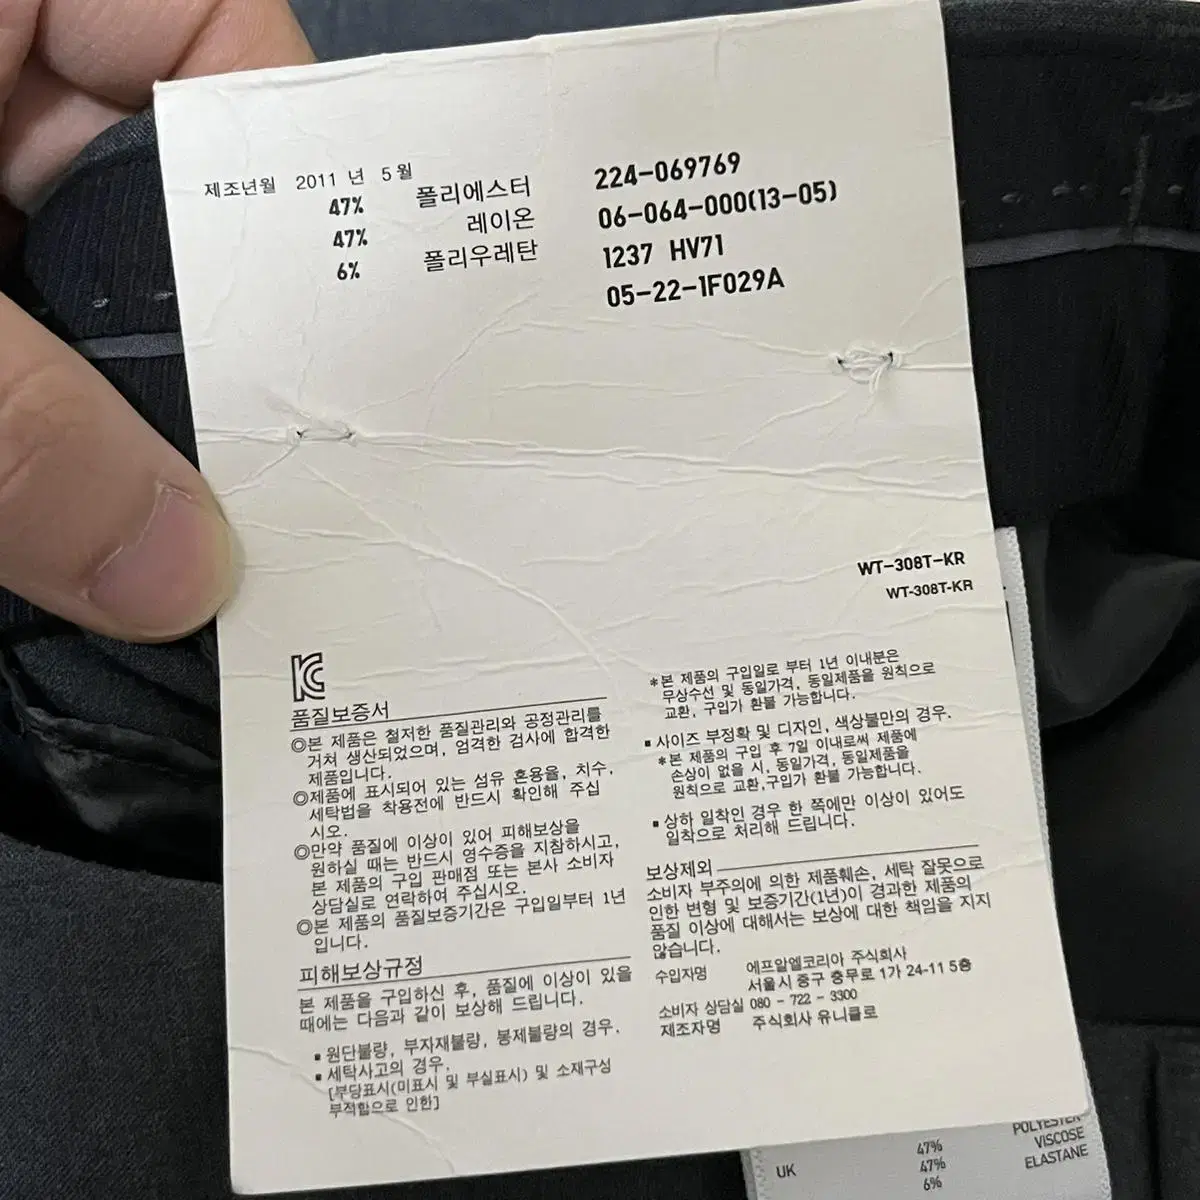 제조년월 2011 년 5월
47% 폴리에스터
47% 레이온
6% 폴리우레탄
224-069769
06-064-000(13-05)
1237 HV71
05-22-1F029A
WT-308T-KR
WT-308T-KR
KC
품질보증서
◎본 제품은 철저한 품질관리와 공정관리를
거쳐 생산되었으며, 엄격한 검사에 합격한
제품입니다.
◎제품에 표시되어 있는 섬유 혼용율, 치수,
세탁법을 착용전에 반드시 확인해 주십
시오.
◎만약 품질에 이상이 있어 피해보상을
원하실 때는 반드시 영수증을 지참하시고,
본 제품의 구입 판매점 또는 본사 소비자
상담실로 연락하여 주십시오.
◎본 제품의 품질보증기간은 구입일부터 1년
입니다.
피해보상규정
본 제품을 구입하신 후, 품질에 이상이 있을
때에는 다음과 같이 보상해 드립니다.
▪원단불량, 부자재불량, 봉제불량의 경우.
▪세탁사고의 경우.
[부당표시(미표시 및 부실표시) 및 소재구성
부적합으로 인한]
*본 제품의 구입일로 부터 1년 이내분은
무상수선 및 동일가격, 동일제품을 원칙으로
교환, 구입가 환불 가능합니다.
▪사이즈 부정확 및 디자인, 색상불만의 경우.
*본 제품의 구입 후 7일 이내로써 제품에
손상이 없을 시, 동일가격, 동일제품을
원칙으로 교환,구입가 환불 가능합니다.
▪상하 일착인 경우 한 쪽에만 이상이 있어도
일착으로 처리해 드립니다.
보상제외
소비자 부주의에 의한 제품훼손, 세탁 잘못으로
인한 변형 및 보증기간(1년)이 경과한 제품의
품질 이상에 대해서는 보상에 대한 책임을 지지
않습니다.
수입자명 에프알엘코리아 주식회사
서울시 중구 충무로 1가 24-11 5층
소비자 상담실 080 - 722 - 3300
제조자명 주식회사 유니클로
UK 47% POLYESTER
47% VISCOSE
6% ELASTANE